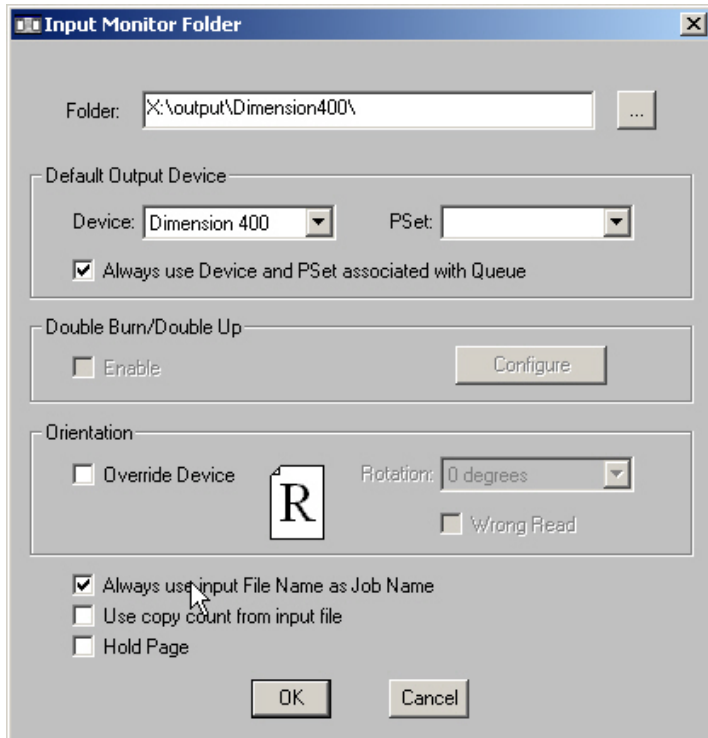 Input Monitor Folder
Folder: X:\output\Dimension400\ ...
Default Output Device
Device: Dimension 400 PSet:
Always use Device and PSet associated with Queue
Double Burn/Double Up
Enable Configure
Orientation
Override Device R Rotation: 0 degrees
Wrong Read
Always use input File Name as Job Name
Use copy count from input file
Hold Page
OK Cancel